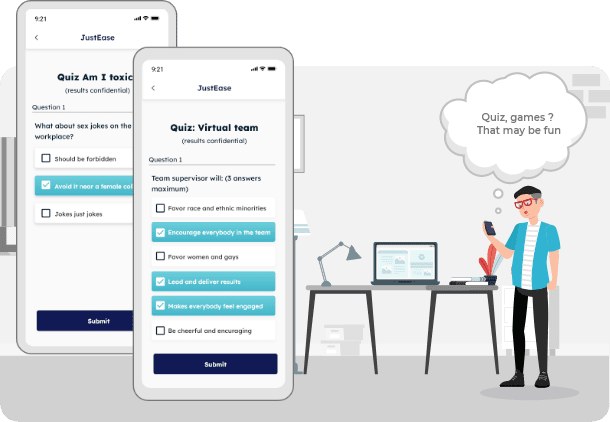 9:21
JustEase
Quiz Am I toxic
(results confidential)
Question 1
What about sex jokes on the
workplace?
Should be forbidden
Avoid it near a female col
Jokes just jokes
Submit
9:21
JustEase
Quiz: Virtual team
(results confidential)
Question 1
Team supervisor will: (3 answers
maximum)
Favor race and ethnic minorities
Encourage everybody in the team
Favor women and gays
Lead and deliver results
Makes everybody feel engaged
Be cheerful and encuraging
Submit
Quiz, games ?
That may be fun